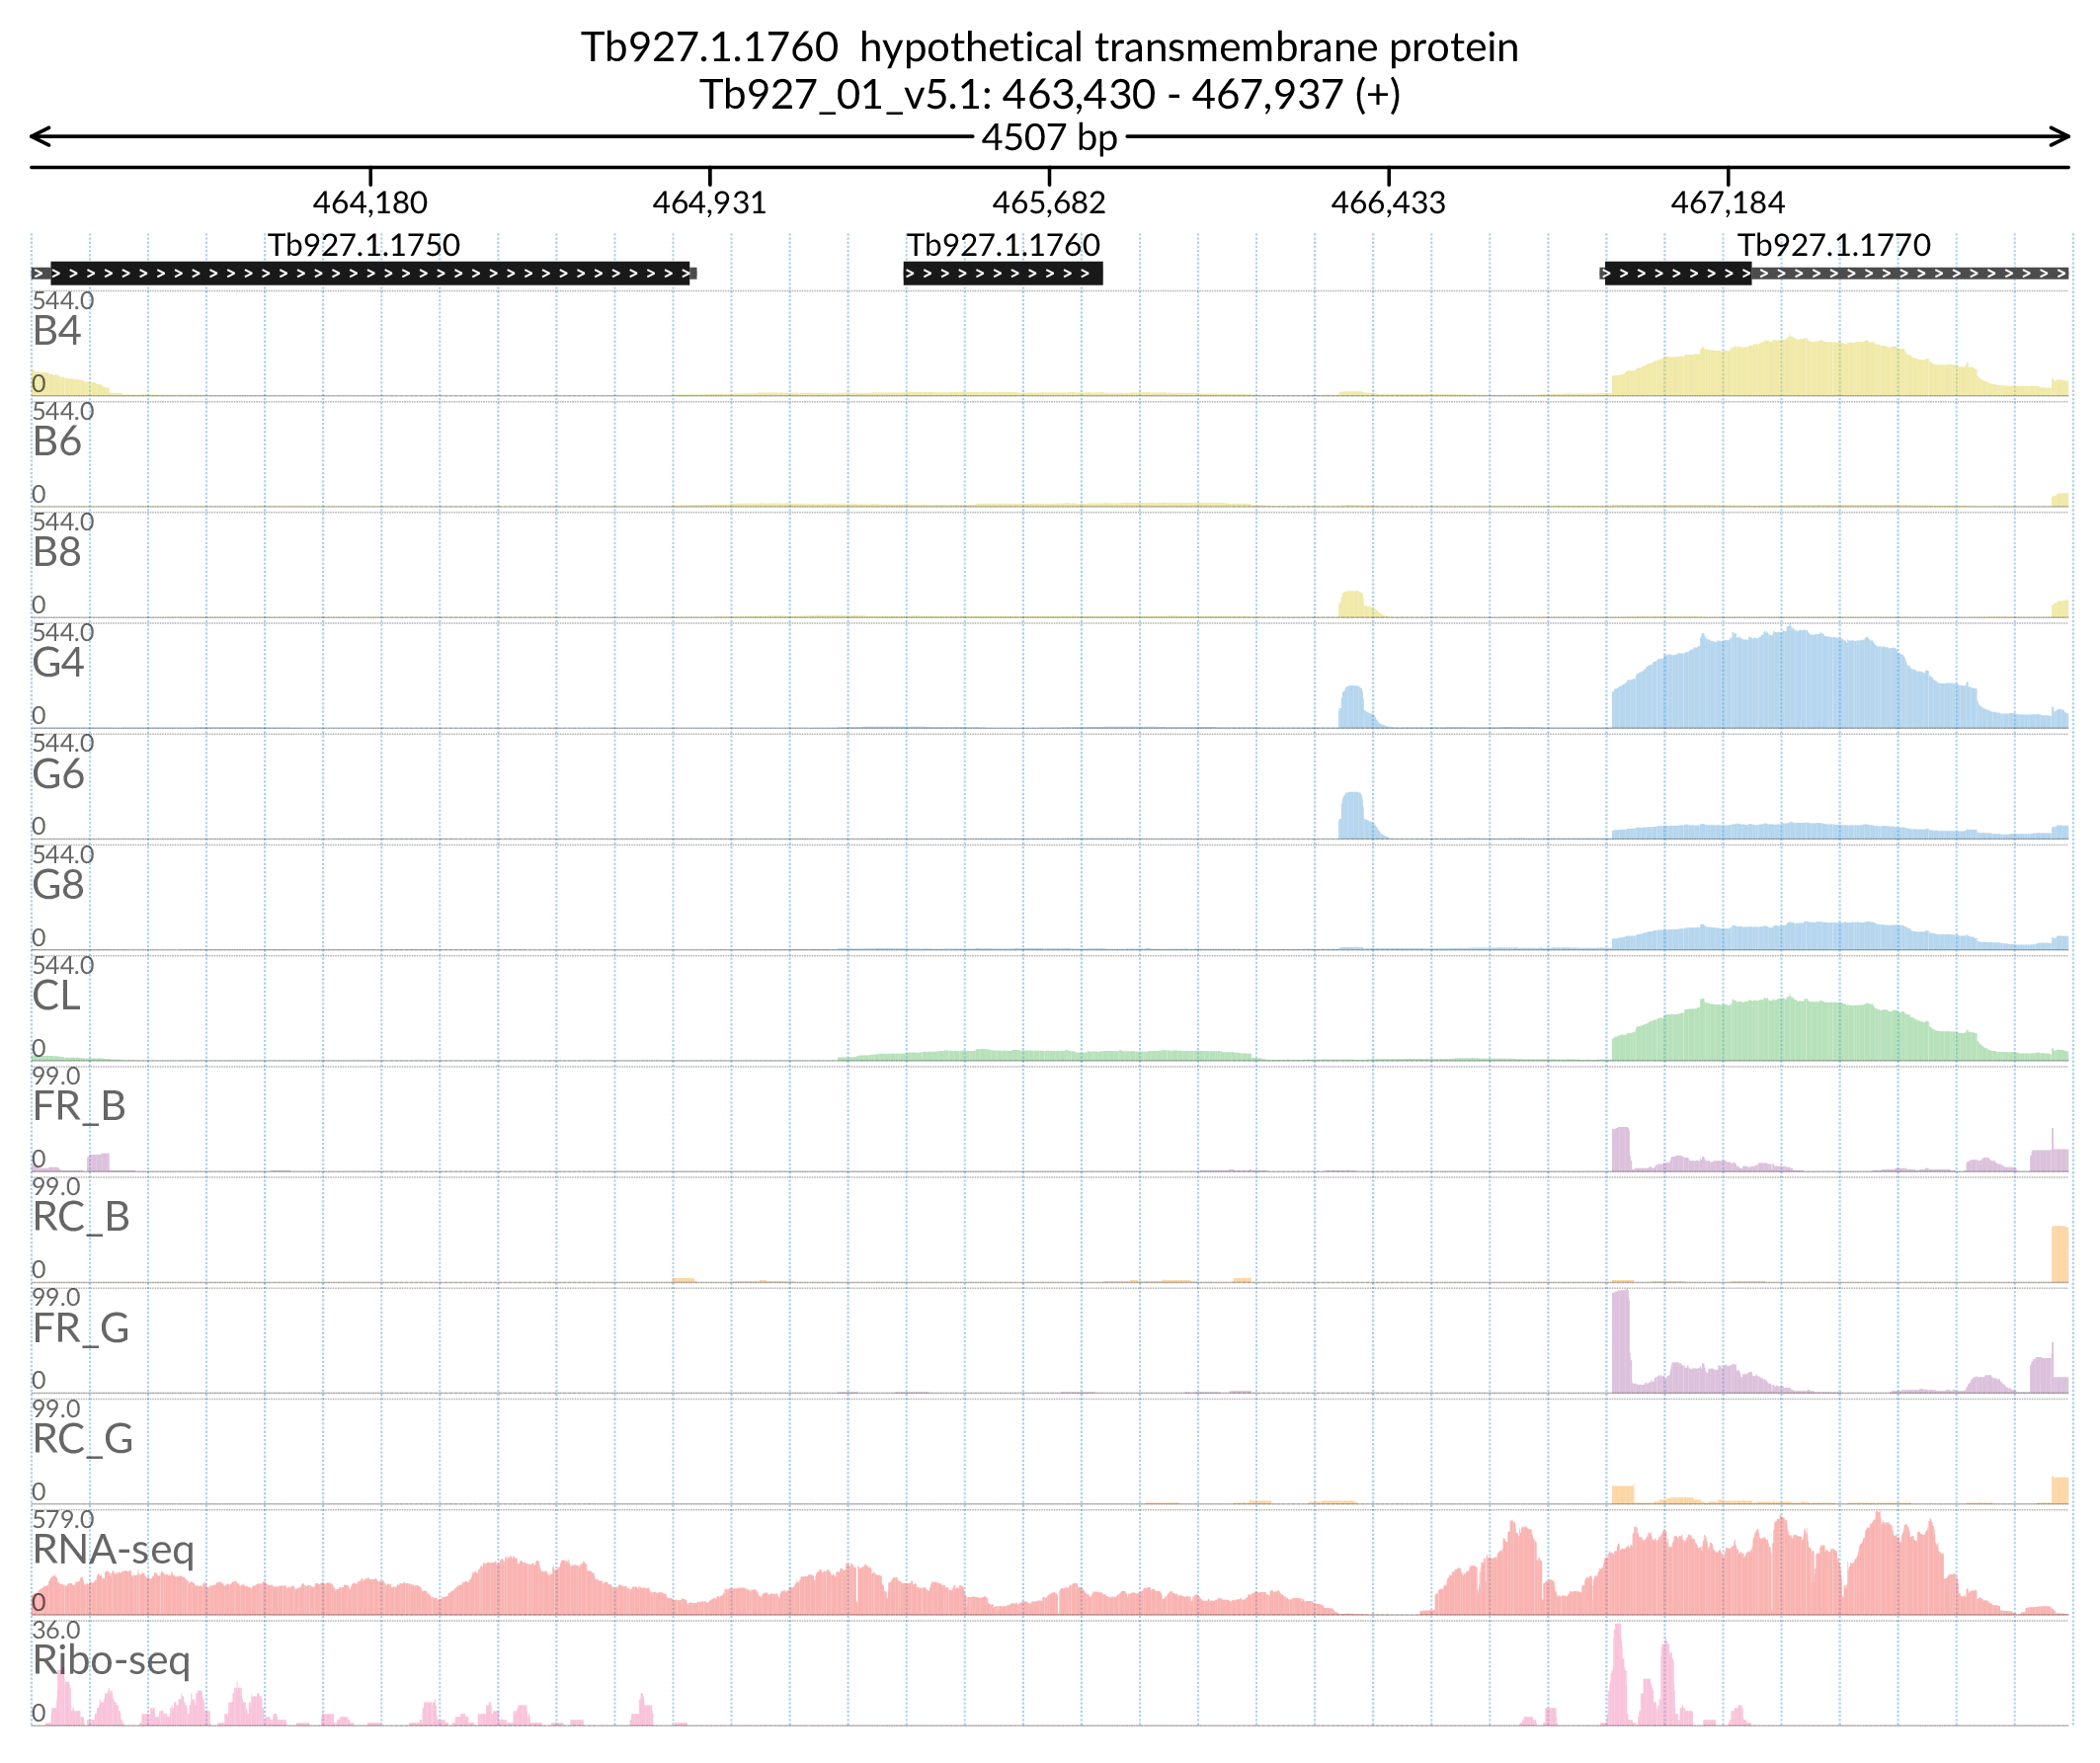 Tb927.1.1760  hypothetical transmembrane protein
Tb927_01_v5.1: 463,430 - 467,937 (+)
4507 bp
464,180 464,931 465,682 466,433 467,184
Tb927.1.1750 Tb927.1.1760 Tb927.1.1770
544.0
B4
0
544.0
B6
0
544.0
B8
0
544.0
G4
0
544.0
G6
0
544.0
G8
0
544.0
CL
0
99.0
FR_B
0
99.0
RC_B
0
99.0
FR_G
0
99.0
RC_G
0
579.0
RNA-seq
0
36.0
Ribo-seq
0